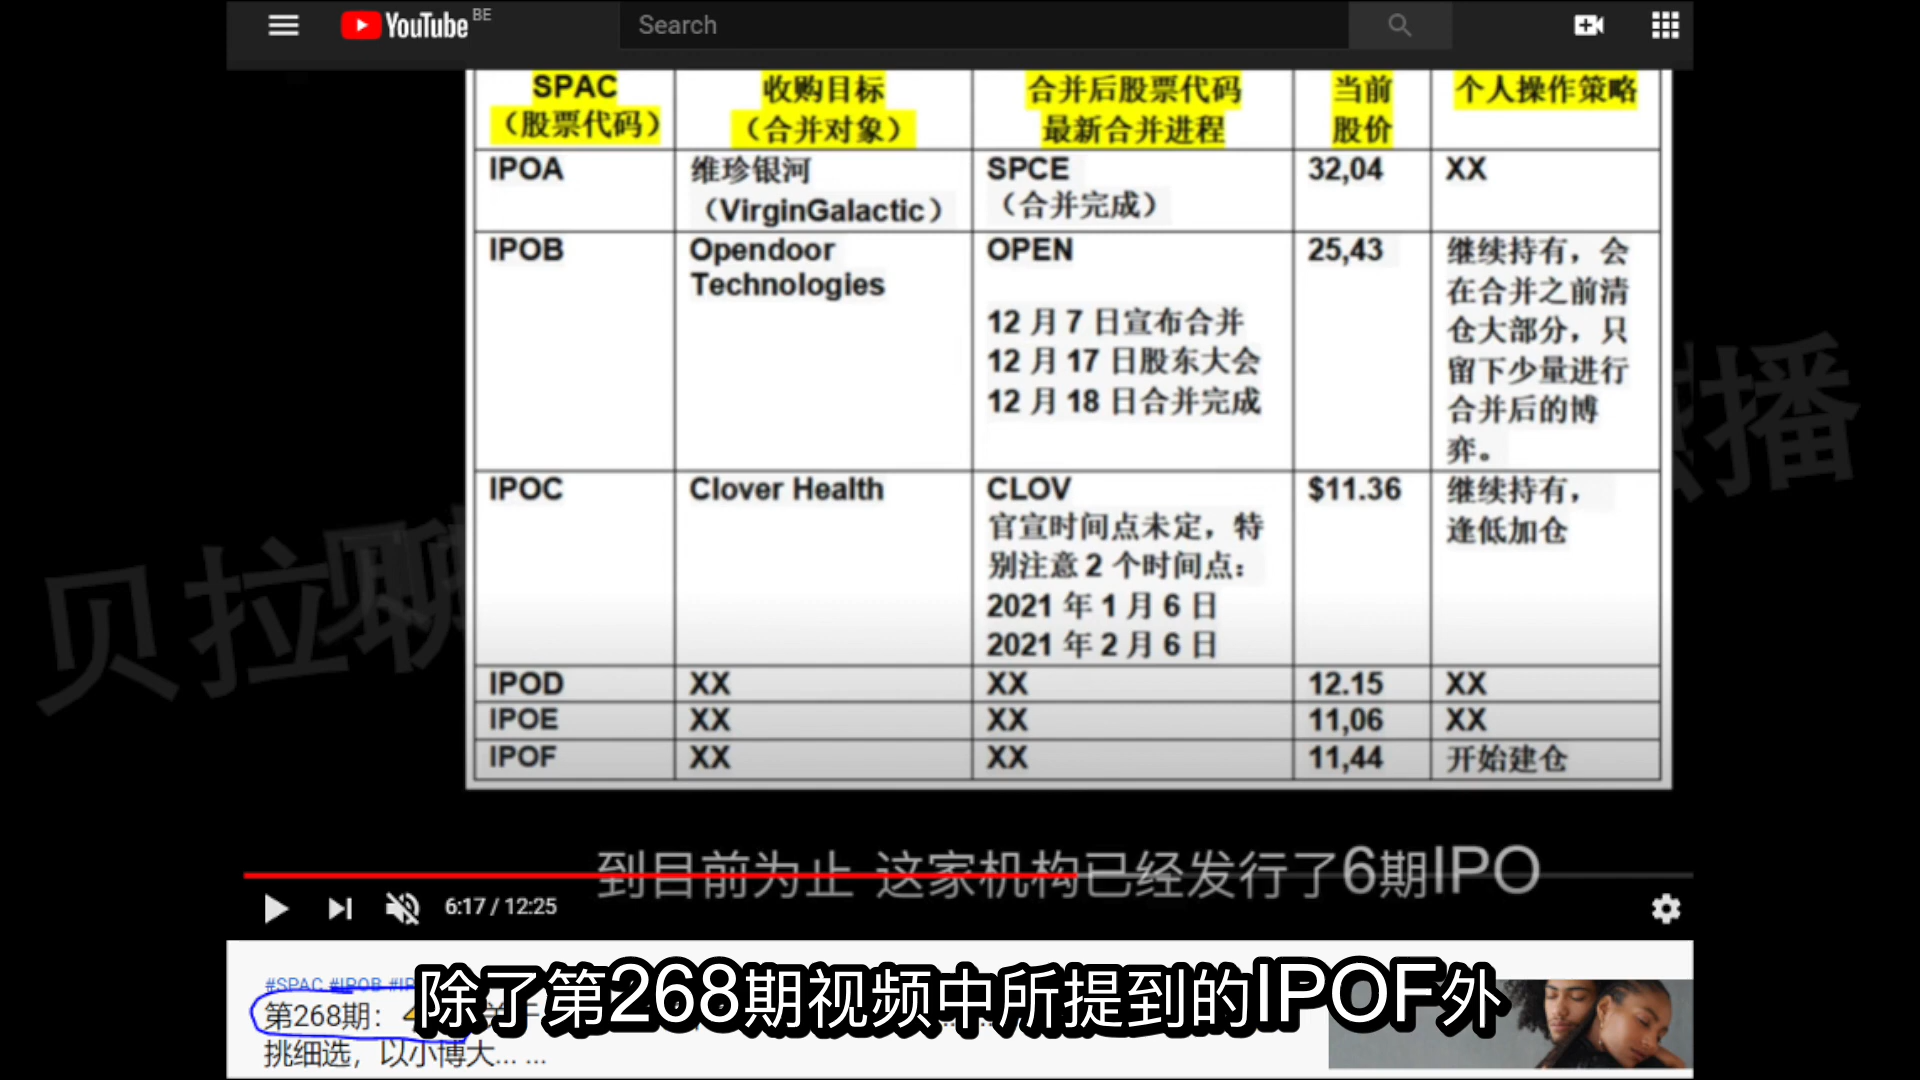 YouTube BE
Search
SPAC
（股票代码）
收购目标
（合并对象）
合并后股票代码
最新合并进程
当前
股价
个人操作策略
IPOA
维珍银河
（VirginGalactic）
SPCE
（合并完成）
32,04
XX
IPOB
Opendoor
Technologies
OPEN
12 月 7 日宣布合并
12 月 17 日股东大会
12 月 18 日合并完成
25,43
继续持有，会
在合并之前清
仓大部分，只
留下少量进行
合并后的博
弈。
IPOC
Clover Health
CLOV
官宣时间点未定，特
别注意 2 个时间点：
2021 年 1 月 6 日
2021 年 2 月 6 日
$11.36
继续持有，
逢低加仓
IPOD
XX
XX
12.15
XX
IPOE
XX
XX
11,06
XX
IPOF
XX
XX
11,44
开始建仓
贝拉聊
播
到目前为止 这家机构已经发行了6期IPO
6:17 / 12:25
#SPAC #IPOB #IP
第268期：
除了第268期视频中所提到的IPOF外
挑细选，以小博大... ...